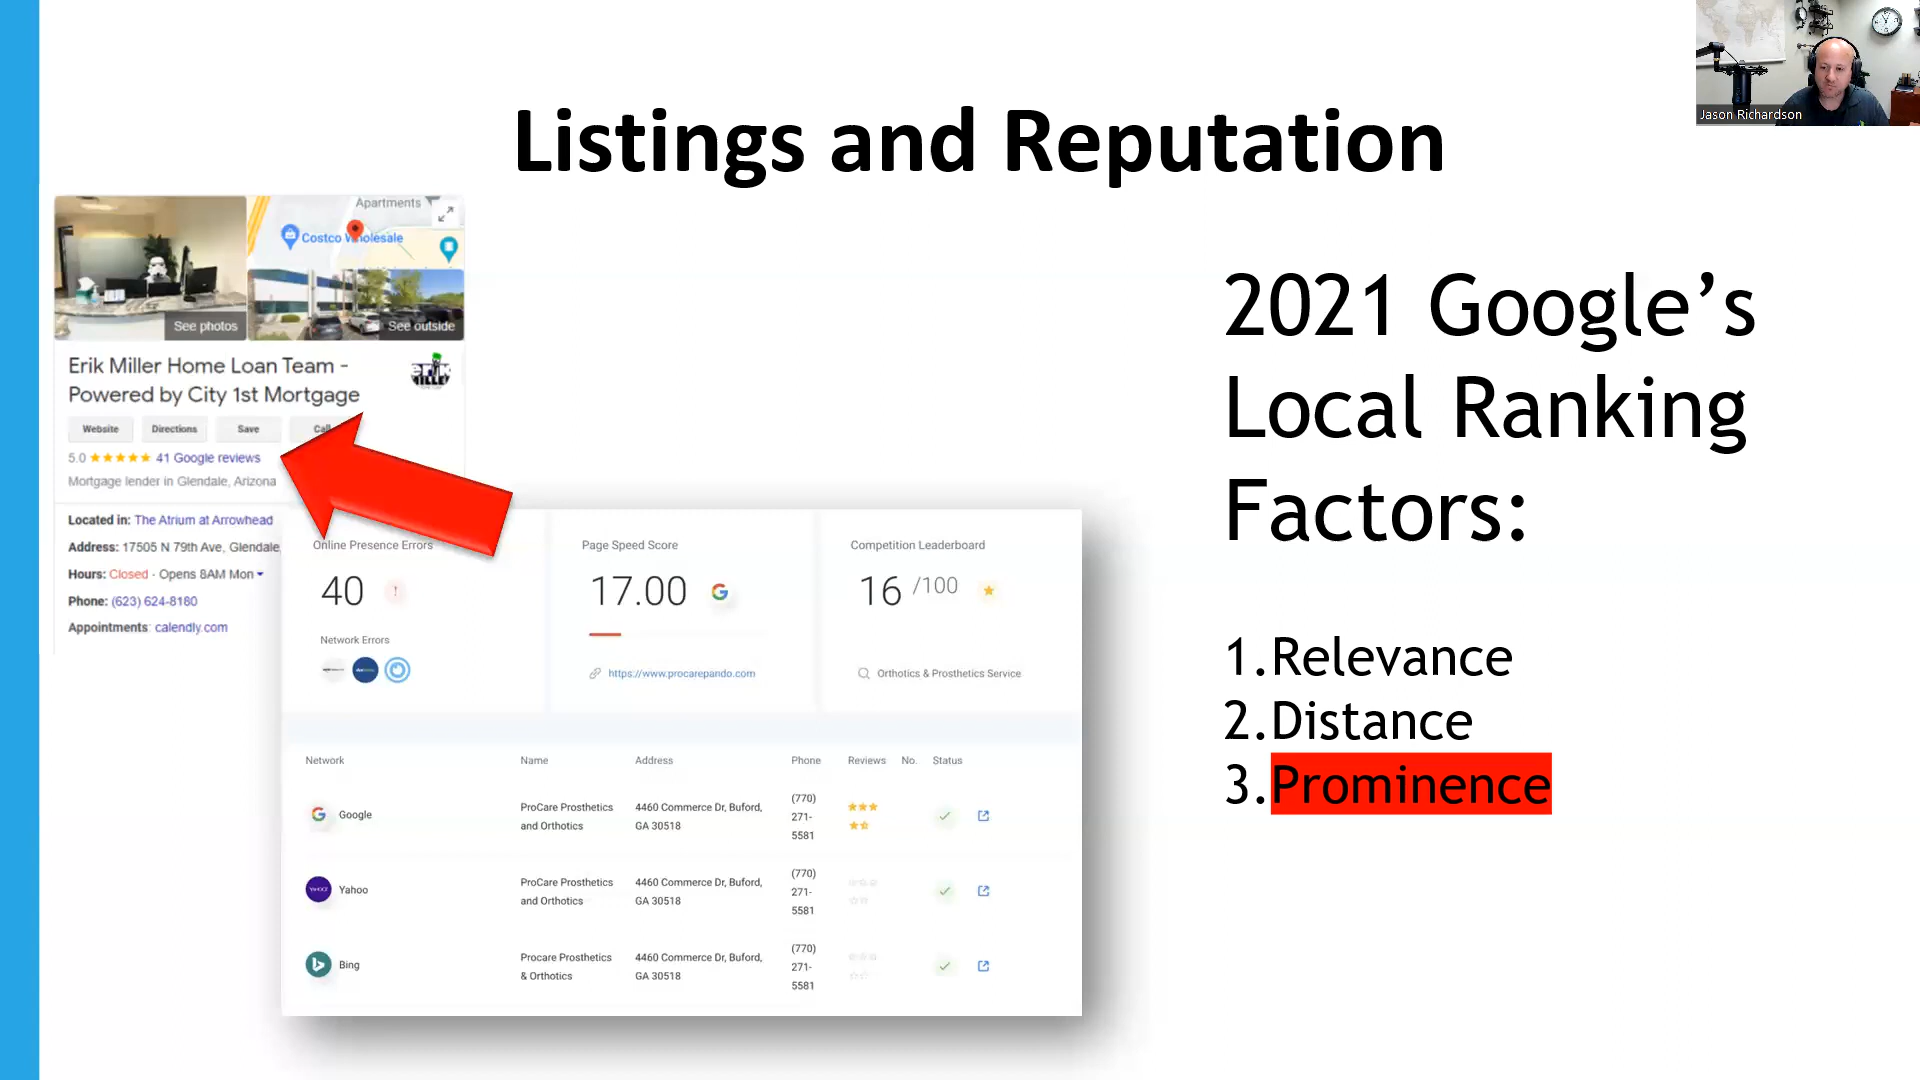 Jason Richardson
Listings and Reputation
Apartments
Costco Wholesale
See photos
See outside
Erik Miller Home Loan Team -
Powered by City 1st Mortgage
Website
Directions
Save
Call
5.0
41 Google reviews
Mortgage lender in Glendale, Arizona
Located in: The Atrium at Arrowhead
Address: 17505 N 79th Ave, Glendale,
Hours: Closed · Opens 8AM Mon
Phone: (623) 624-8180
Appointments: calendly.com
Online Presence Errors
40
!
Network Errors
Page Speed Score
17.00
https://www.procarepando.com
Competition Leaderboard
16 /100
Orthotics & Prosthetics Service
Network Name Address Phone Reviews No. Status
Google
ProCare Prosthetics
and Orthotics
4460 Commerce Dr, Buford,
GA 30518
(770)
271-
5581
Yahoo
ProCare Prosthetics
and Orthotics
4460 Commerce Dr, Buford,
GA 30518
(770)
271-
5581
Bing
Procare Prosthetics
& Orthotics
4460 Commerce Dr, Buford,
GA 30518
(770)
271-
5581
2021 Google’s
Local Ranking
Factors:
1.Relevance
2.Distance
3.Prominence